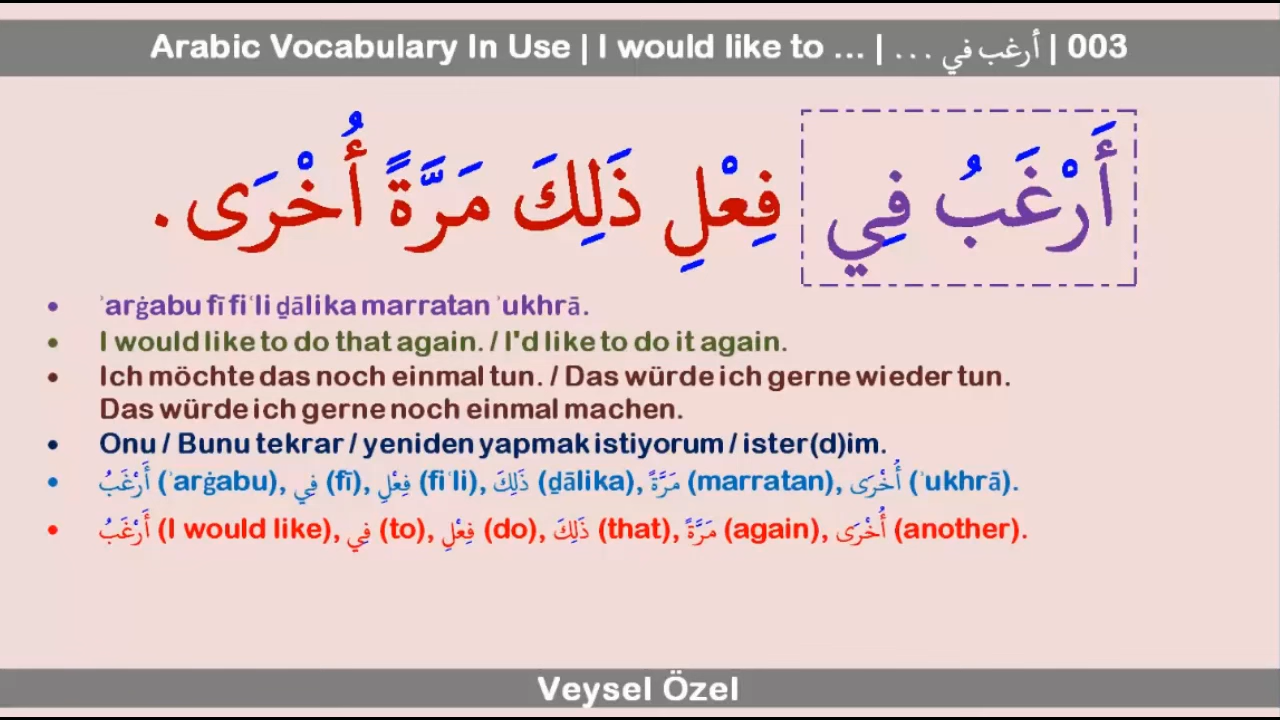 Arabic Vocabulary In Use | I would like to ... | أرغب في ... | 003
أَرْغَبُ فِي فِعْلِ ذَلِكَ مَرَّةً أُخْرَى.
• ʾarġabu fī fiʿli ḏālika marratan ʾukhrā.
• I would like to do that again. / I'd like to do it again.
• Ich möchte das noch einmal tun. / Das würde ich gerne wieder tun.
Das würde ich gerne noch einmal machen.
• Onu / Bunu tekrar / yeniden yapmak istiyorum / ister(d)im.
• أَرْغَبُ (ʾarġabu), فِي (fī), فِعْلِ (fiʿli), ذَلِكَ (ḏālika), مَرَّةً (marratan), أُخْرَى (ʾukhrā).
• أَرْغَبُ (I would like), فِي (to), فِعْلِ (do), ذَلِكَ (that), مَرَّةً (again), أُخْرَى (another).
Veysel Özel